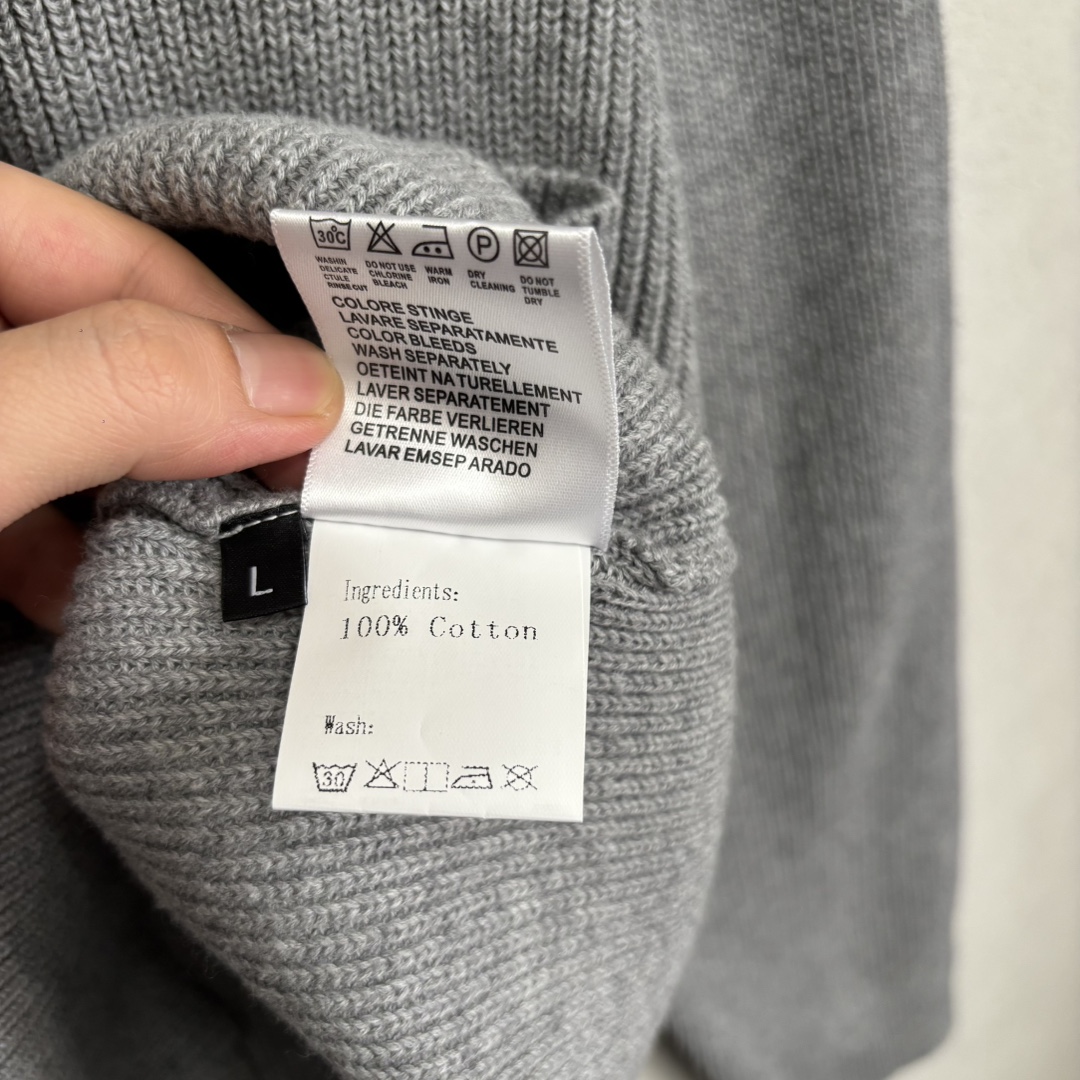 30C
P
WASHIN
DELICATE
CTULE
RINSE CUT
DO NOT USE
CHLORINE
BLEACH
WARM
IRON
DRY
CLEANING
DO NOT
TUMBLE
DRY
COLORE STINGE
LAVARE SEPARATAMENTE
COLOR BLEEDS
WASH SEPARATELY
OETEINT NATURELLEMENT
LAVER SEPARATEMENT
DIE FARBE VERLIEREN
GETRENNE WASCHEN
LAVAR EMSEP ARADO
L
Ingredients:
100% Cotton
Wash:
30